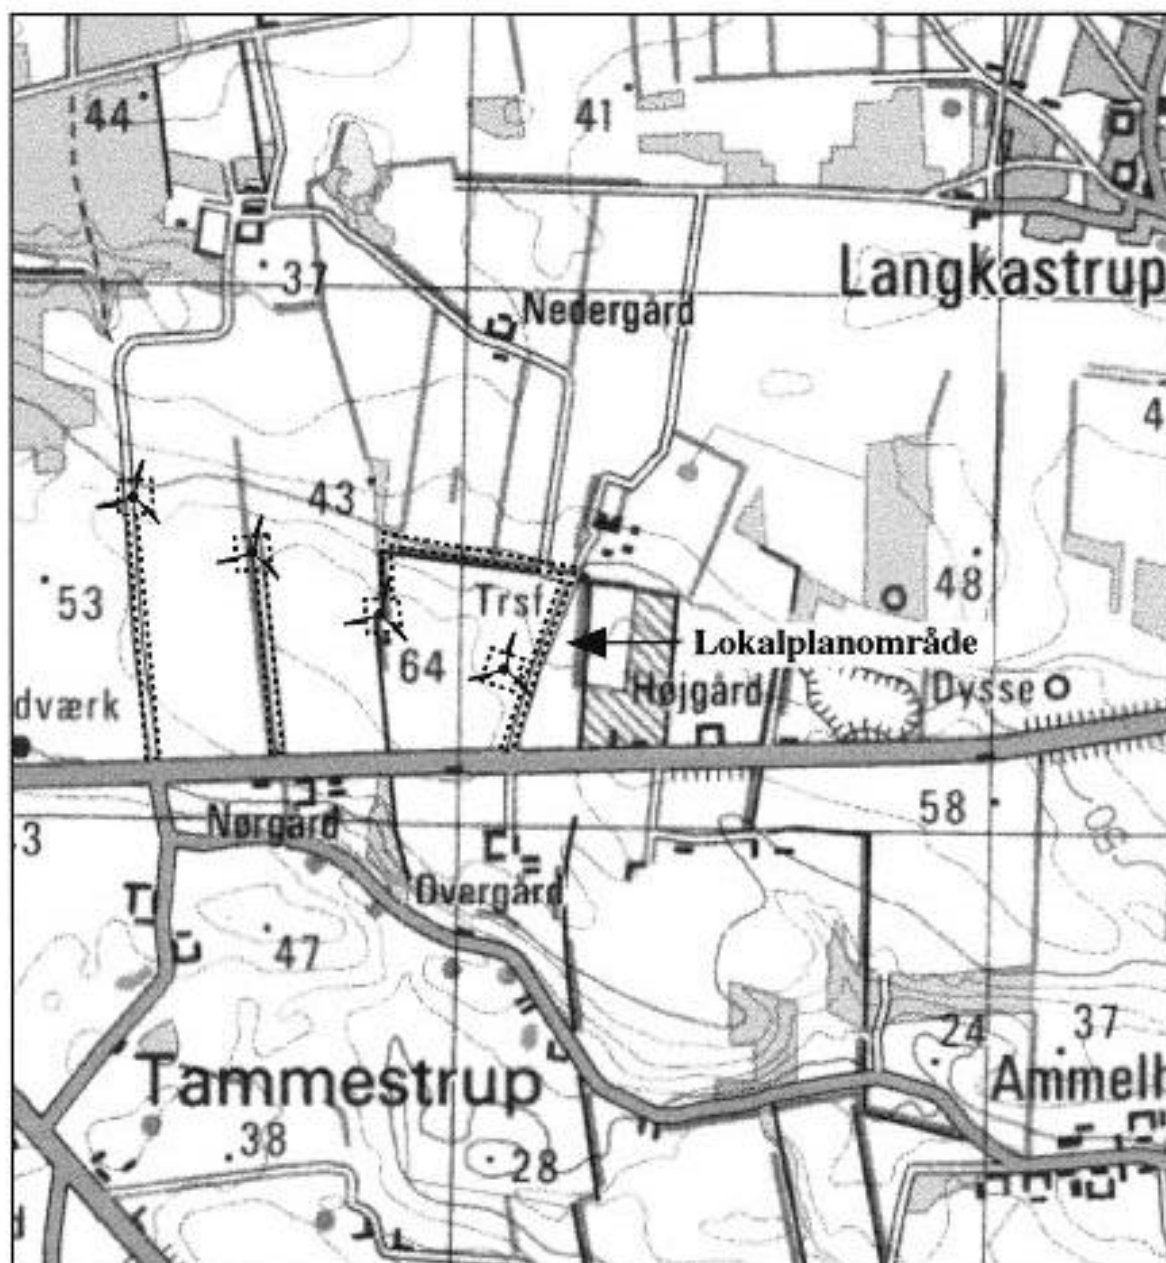 44
41
37
Langkastrup
Nedergård
4
43
53
48
Trsf
Lokalplanområde
64
dværk
Højgård
Dysse
58
Nørgård
50
3
Overgård
47
24
37
Tammestrup
Ammelh
38
28
d